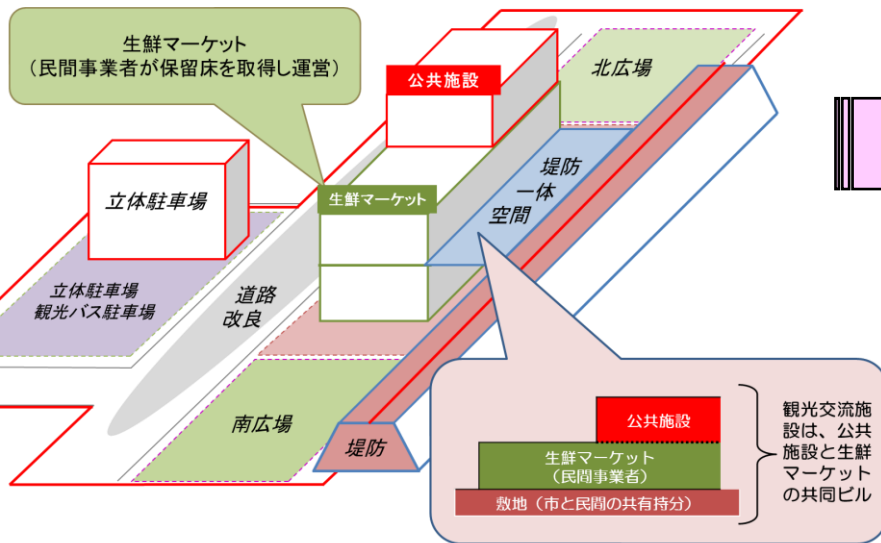 生鮮マーケット
（民間事業者が保留床を取得し運営）
公共施設
北広場
立体駐車場
生鮮マーケット
堤防
一体
空間
立体駐車場
観光バス駐車場
道路
改良
南広場
堤防
公共施設
生鮮マーケット
（民間事業者）
敷地（市と民間の共有持分）
観光交流施
設は、公共
施設と生鮮
マーケット
の共同ビル